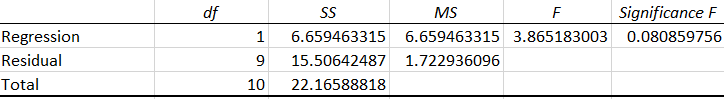 df SS MS F Significance F
Regression 1 6.659463315 6.659463315 3.865183003 0.080859756
Residual 9 15.50642487 1.722936096
Total 10 22.16588818